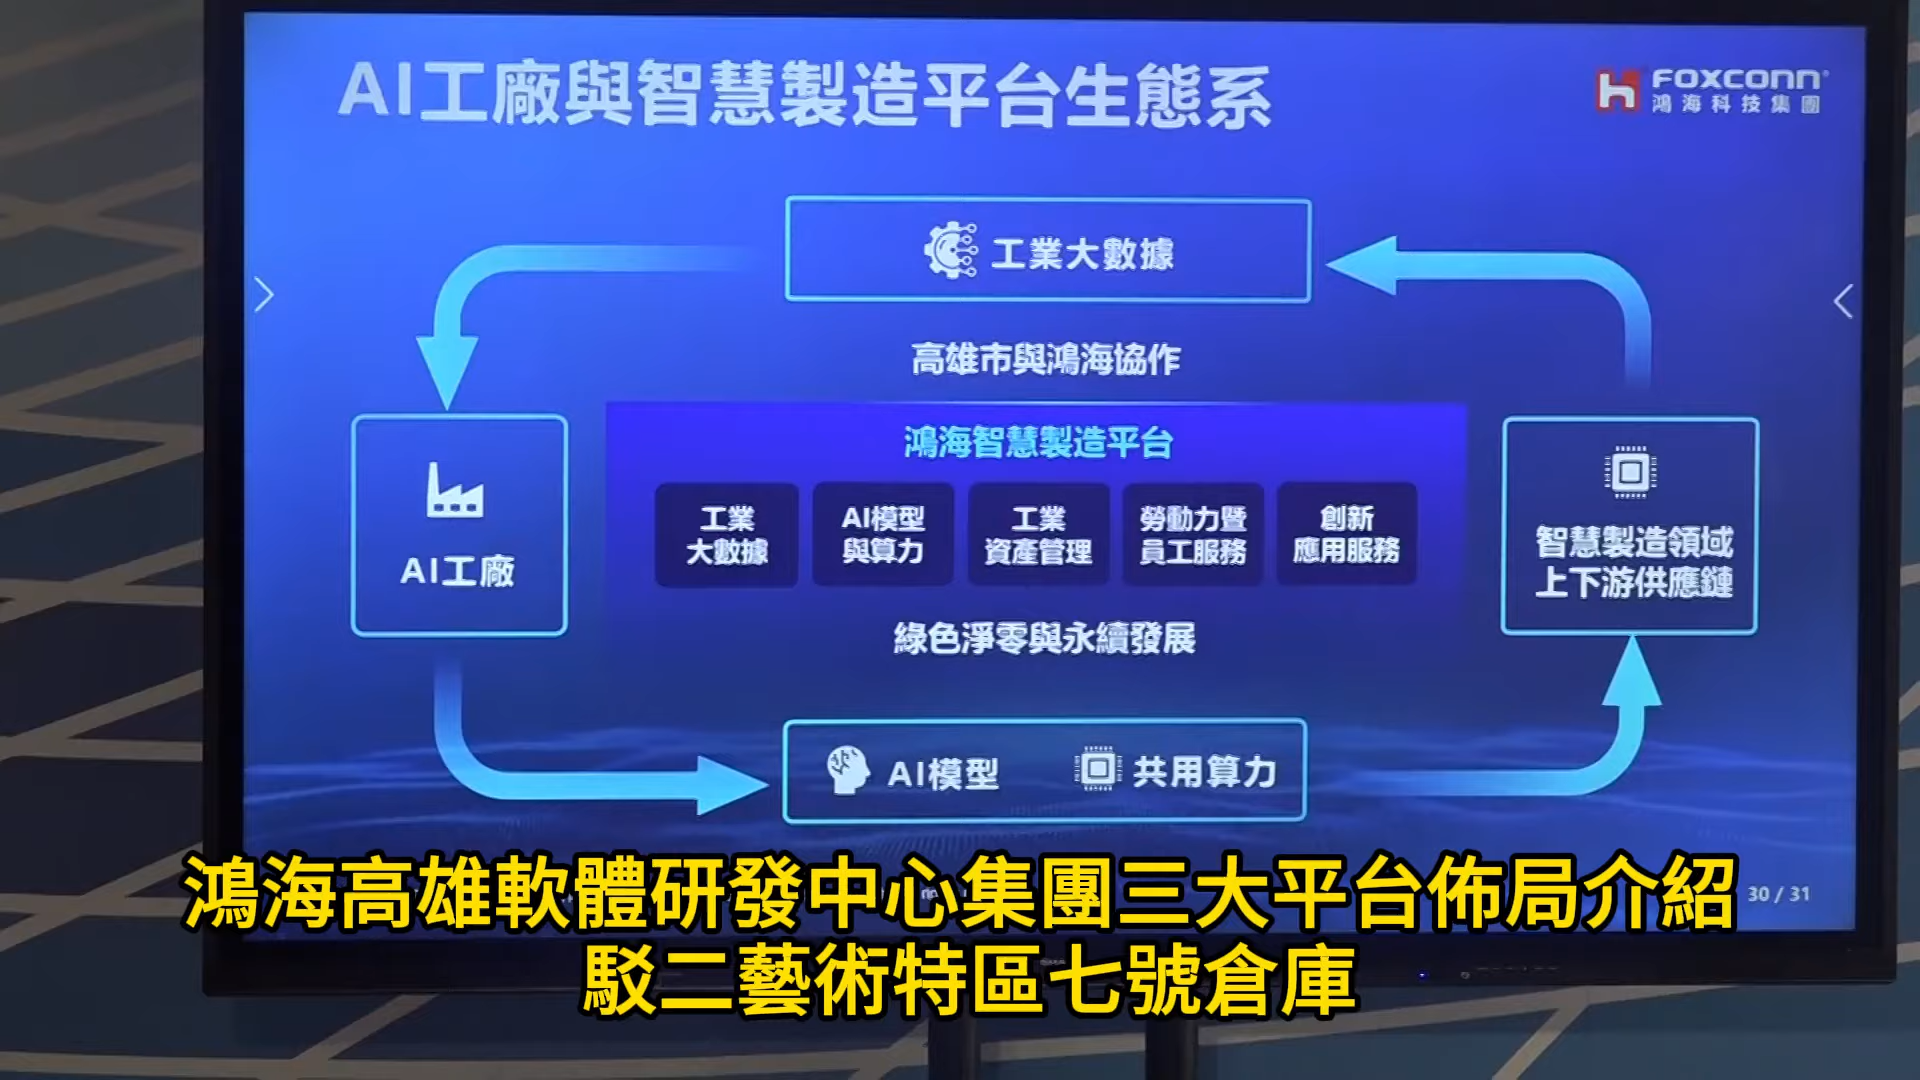 AI工廠與智慧製造平台生態系
FOXCONN
鴻海科技集團
工業大數據
高雄市與鴻海協作
鴻海智慧製造平台
工業
大數據
AI模型
與算力
工業
資產管理
勞動力暨
員工服務
創新
應用服務
AI工廠
智慧製造領域
上下游供應鏈
綠色淨零與永續發展
AI模型
共用算力
30 / 31
鴻海高雄軟體研發中心集團三大平台佈局介紹
駁二藝術特區七號倉庫